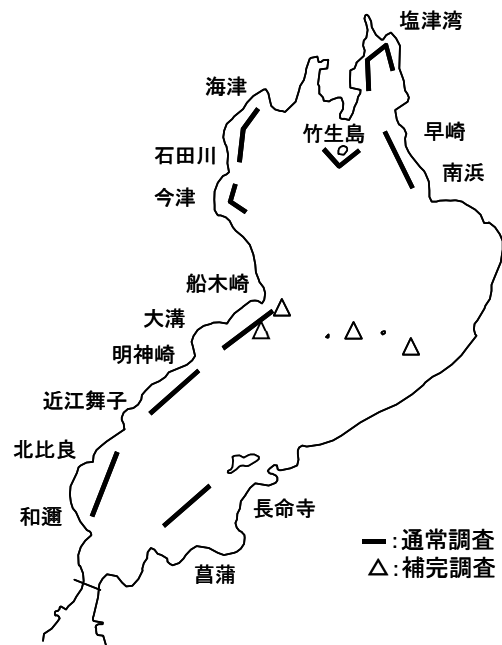 塩津湾
海津
竹生島
早崎
石田川
南浜
今津
船木崎
大溝
明神崎
近江舞子
北比良
和邇
長命寺
菖蒲
━:通常調査
△:補完調査